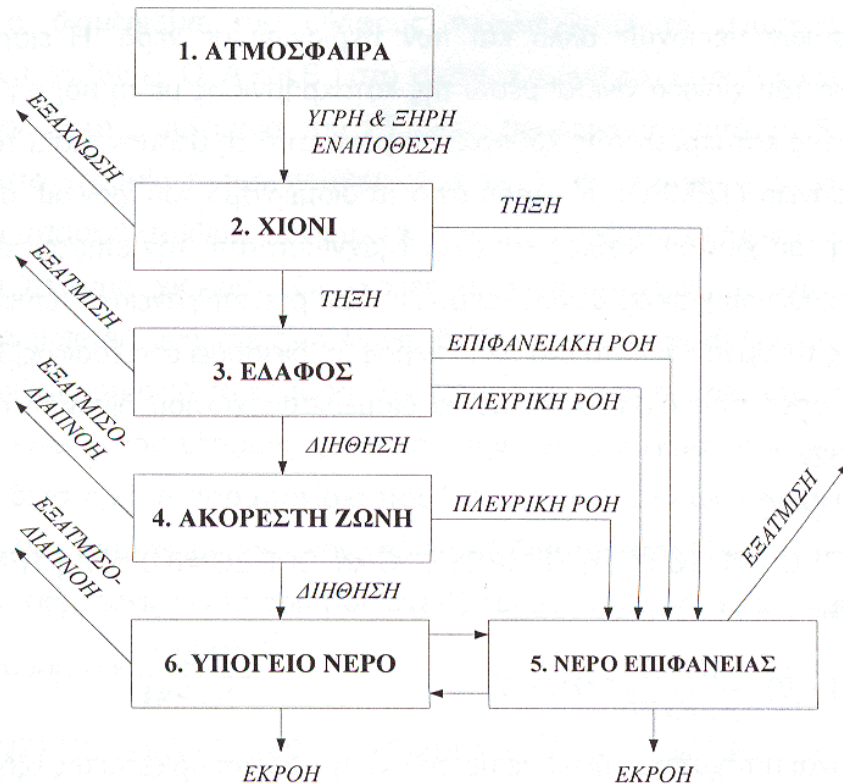 1. ΑΤΜΟΣΦΑΙΡΑ
ΕΞΑΧΝΩΣΗ
ΥΓΡΗ & ΞΗΡΗ
ΕΝΑΠΟΘΕΣΗ
2. ΧΙΟΝΙ
ΤΗΞΗ
ΕΞΑΤΜΙΣΗ
ΤΗΞΗ
3. ΕΔΑΦΟΣ
ΕΠΙΦΑΝΕΙΑΚΗ ΡΟΗ
ΠΛΕΥΡΙΚΗ ΡΟΗ
ΕΞΑΤΜΙΣΟ-
ΔΙΑΠΝΟΗ
ΔΙΗΘΗΣΗ
4. ΑΚΟΡΕΣΤΗ ΖΩΝΗ
ΠΛΕΥΡΙΚΗ ΡΟΗ
ΕΞΑΤΜΙΣΗ
ΕΞΑΤΜΙΣΟ-
ΔΙΑΠΝΟΗ
ΔΙΗΘΗΣΗ
6. ΥΠΟΓΕΙΟ ΝΕΡΟ
5. ΝΕΡΟ ΕΠΙΦΑΝΕΙΑΣ
ΕΚΡΟΗ
ΕΚΡΟΗ